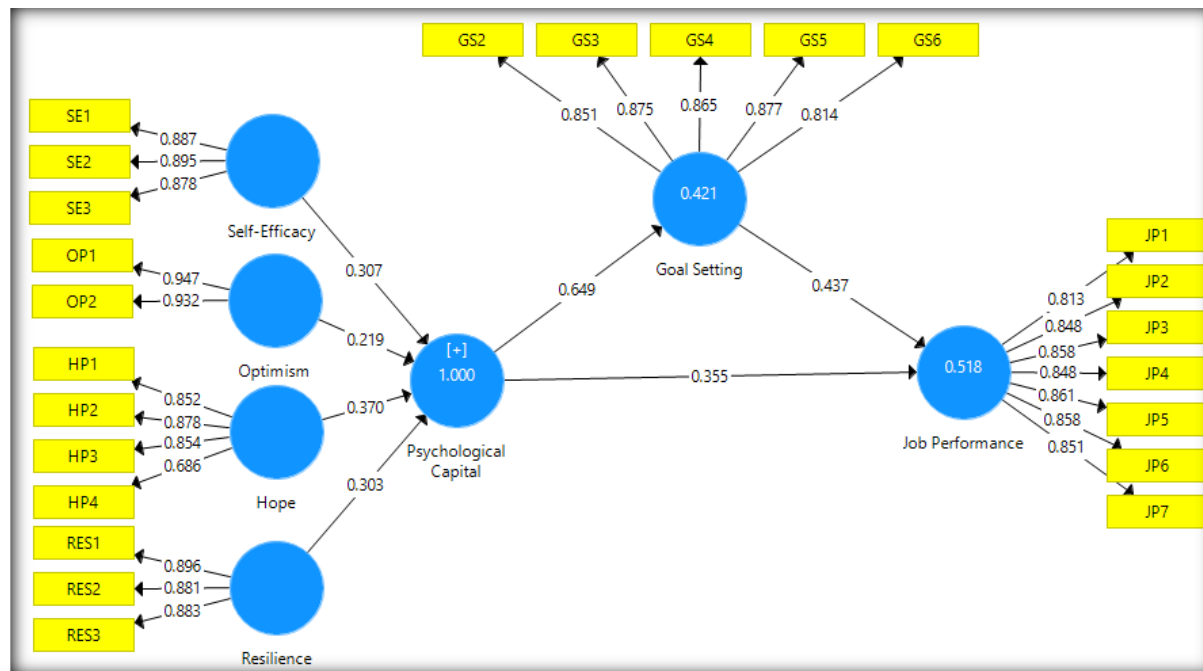 GS2
GS3
GS4
GS5
GS6
0.851
0.875
0.865
0.877
0.814
SE1
SE2
SE3
0.887
0.895
0.878
Self-Efficacy
0.421
Goal Setting
OP1
OP2
0.947
0.932
Optimism
0.307
0.219
0.649
0.437
HP1
HP2
HP3
HP4
0.852
0.878
0.854
0.686
Hope
0.370
[+]
1.000
Psychological
Capital
0.355
0.518
Job Performance
JP1
JP2
JP3
JP4
JP5
JP6
JP7
0.813
0.848
0.858
0.848
0.861
0.858
0.851
0.303
RES1
RES2
RES3
0.896
0.881
0.883
Resilience